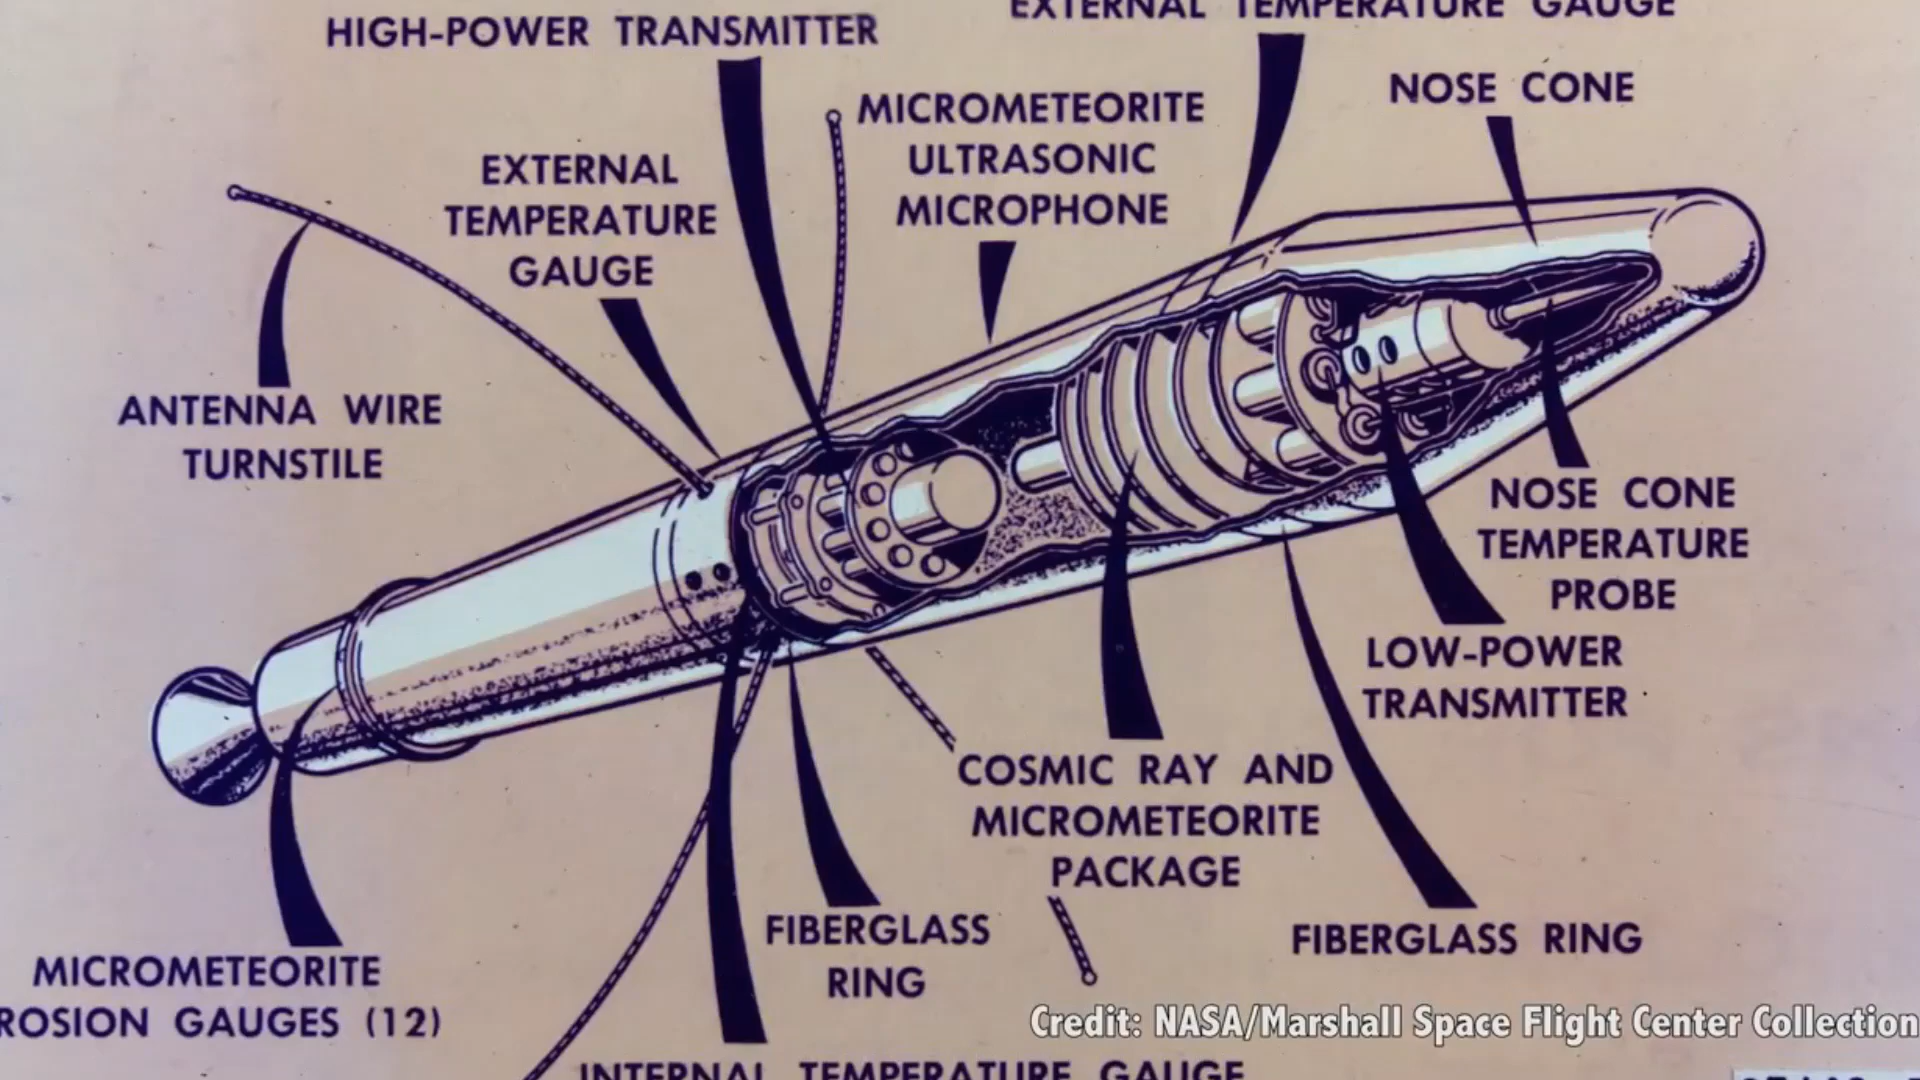 HIGH-POWER TRANSMITTER
EXTERNAL TEMPERATURE GAUGE
NOSE CONE
MICROMETEORITE
ULTRASONIC
MICROPHONE
EXTERNAL
TEMPERATURE
GAUGE
ANTENNA WIRE
TURNSTILE
NOSE CONE
TEMPERATURE
PROBE
LOW-POWER
TRANSMITTER
COSMIC RAY AND
MICROMETEORITE
PACKAGE
FIBERGLASS
RING
FIBERGLASS RING
MICROMETEORITE
ROSION GAUGES (12)
INTERNAL TEMPERATURE GAUGE
Credit: NASA/Marshall Space Flight Center Collection